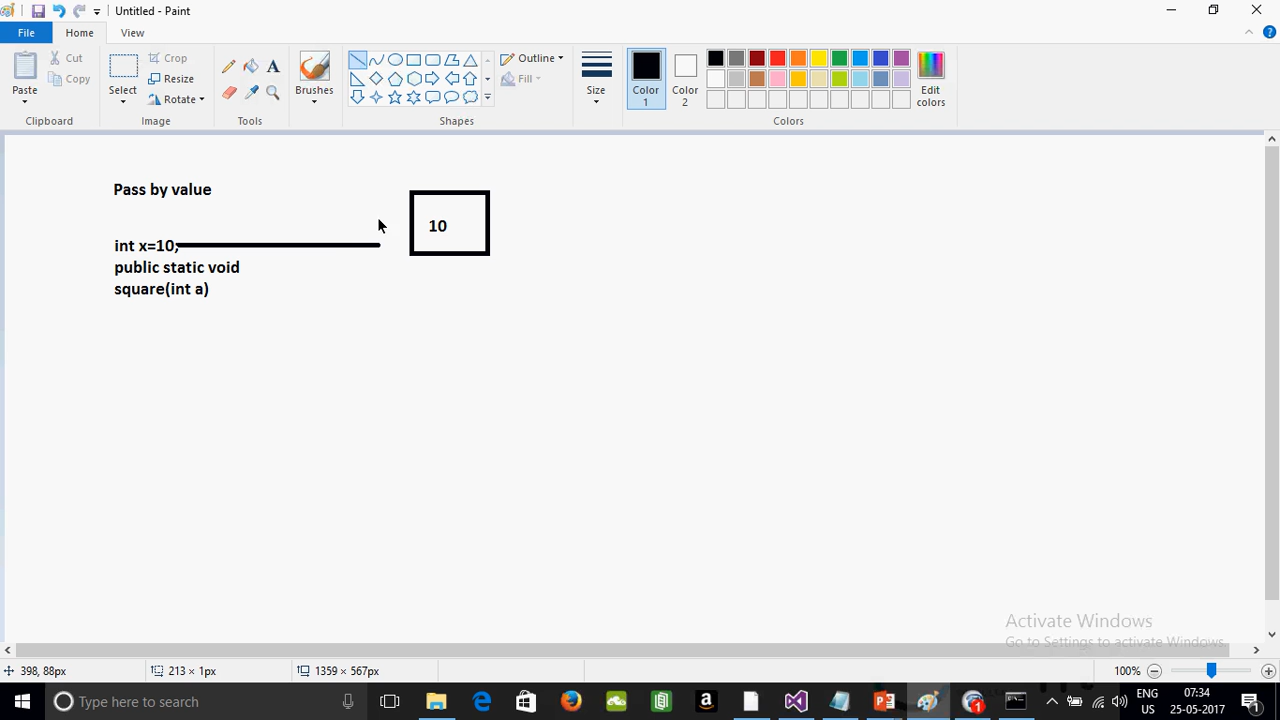 Untitled - Paint
File
Home
View
Paste
Cut
Copy
Clipboard
Select
Crop
Resize
Rotate
Image
A
Tools
Brushes
Shapes
Outline
Fill
Size
Color 1
Color 2
Edit colors
Colors
Pass by value
10
int x=10;
public static void
square(int a)
Activate Windows
Go to Settings to activate Windows.
398, 88px
213 × 1px
1359 × 567px
100%
Type here to search
ENG
US
07:34
25-05-2017